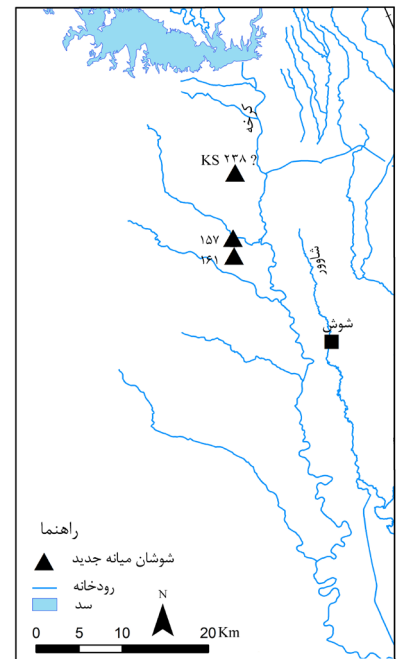 کرخه
KS ۲۳۸ ?
۱۵۷
۱۶۱
شاوور
شوش
راهنما
شوشان میانه جدید
رودخانه
سد
N
0 5 10 20 Km